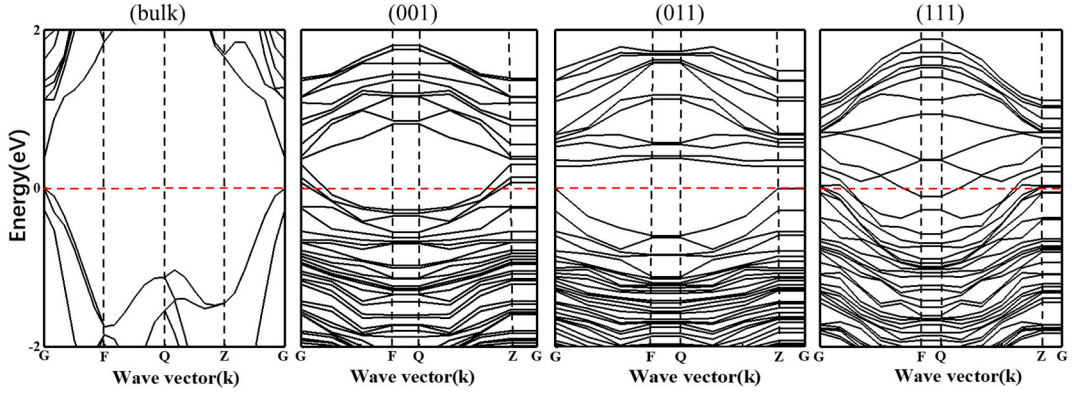 (bulk) (001) (011) (111)
2
Energy(eV)
0
-2
G F Q Z G G F Q Z G G F Q Z G G F Q Z G
Wave vector(k) Wave vector(k) Wave vector(k) Wave vector(k)